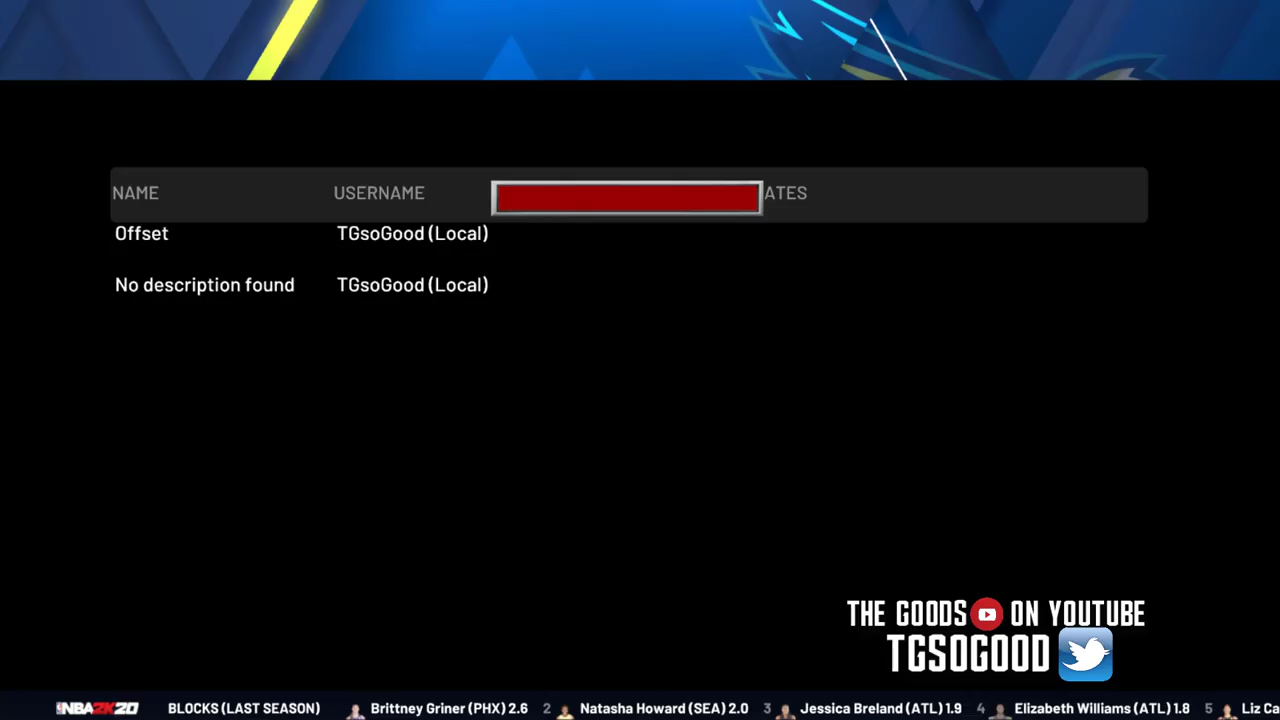 NAME USERNAME ATES
Offset TGsoGood (Local)
No description found TGsoGood (Local)
THE GOODS ON YOUTUBE
TGSOGOOD
NBA2K20 BLOCKS (LAST SEASON) Brittney Griner (PHX) 2.6 2 Natasha Howard (SEA) 2.0 3 Jessica Breland (ATL) 1.9 4 Elizabeth Williams (ATL) 1.8 5 Liz Ca